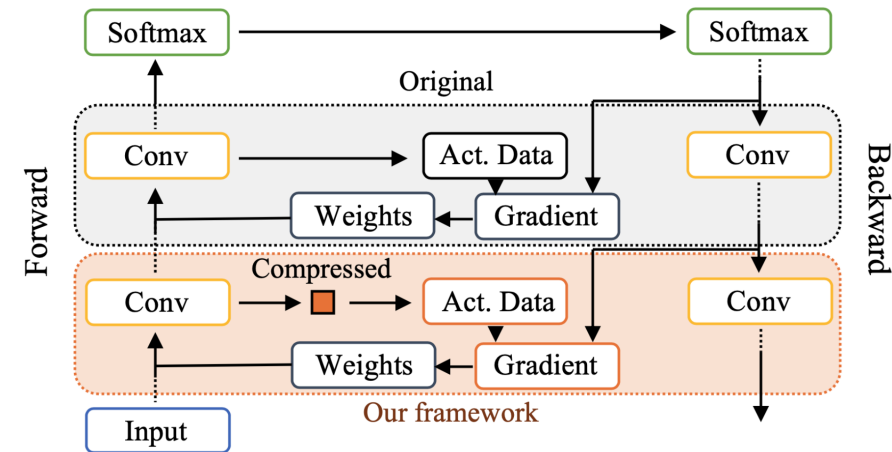 Softmax
Softmax
Original
Conv
Act. Data
Conv
Forward
Backward
Weights
Gradient
Compressed
Conv
Act. Data
Conv
Weights
Gradient
Our framework
Input